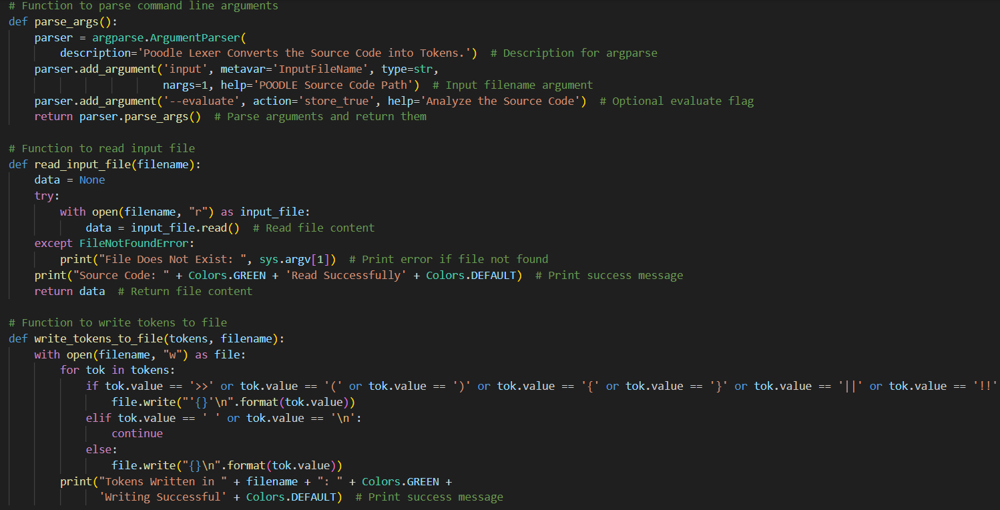 # Function to parse command line arguments
def parse_args():
    parser = argparse.ArgumentParser(
        description='Poodle Lexer Converts the Source Code into Tokens.')  # Description for argparse
    parser.add_argument('input', metavar='InputFileName', type=str,
                        nargs=1, help='POODLE Source Code Path')  # Input filename argument
    parser.add_argument('--evaluate', action='store_true', help='Analyze the Source Code')  # Optional evaluate flag
    return parser.parse_args()  # Parse arguments and return them

# Function to read input file
def read_input_file(filename):
    data = None
    try:
        with open(filename, "r") as input_file:
            data = input_file.read()  # Read file content
    except FileNotFoundError:
        print("File Does Not Exist: ", sys.argv[1])  # Print error if file not found
    print("Source Code: " + Colors.GREEN + 'Read Successfully' + Colors.DEFAULT)  # Print success message
    return data  # Return file content

# Function to write tokens to file
def write_tokens_to_file(tokens, filename):
    with open(filename, "w") as file:
        for tok in tokens:
            if tok.value == '>>' or tok.value == '(' or tok.value == ')' or tok.value == '{' or tok.value == '}' or tok.value == '||' or tok.value == '!!'
                file.write("'{}'\n".format(tok.value))
            elif tok.value == ' ' or tok.value == '\n':
                continue
            else:
                file.write("{}\n".format(tok.value))
        print("Tokens Written in " + filename + ": " + Colors.GREEN +
              'Writing Successful' + Colors.DEFAULT)  # Print success message